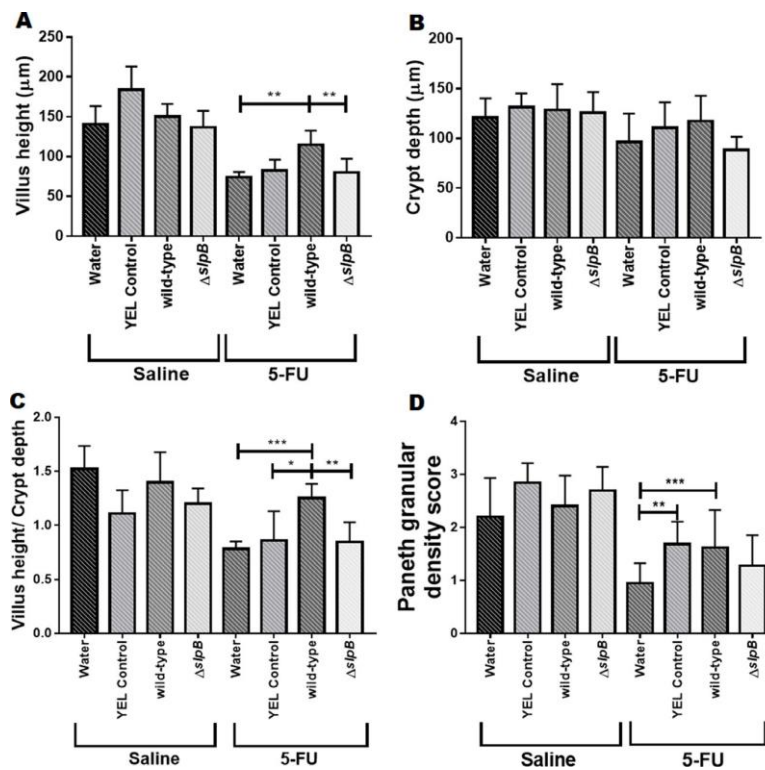 A
Villus height (μm)
250
200
150
100
50
0
** **
Water
YEL Control
wild-type
ΔslpB
Water
YEL Control
wild-type
ΔslpB
Saline
5-FU
B
Crypt depth (μm)
200
150
100
50
0
Water
YEL Control
wild-type
ΔslpB
Water
YEL Control
wild-type
ΔslpB
Saline
5-FU
C
Villus height/ Crypt depth
2.0
1.5
1.0
0.5
0.0
***
* **
Water
YEL Control
wild-type
ΔslpB
Water
YEL Control
wild-type
ΔslpB
Saline
5-FU
D
Paneth granular
density score
4
3
2
1
0
***
**
Water
YEL Control
wild-type
ΔslpB
Water
YEL Control
wild-type
ΔslpB
Saline
5-FU